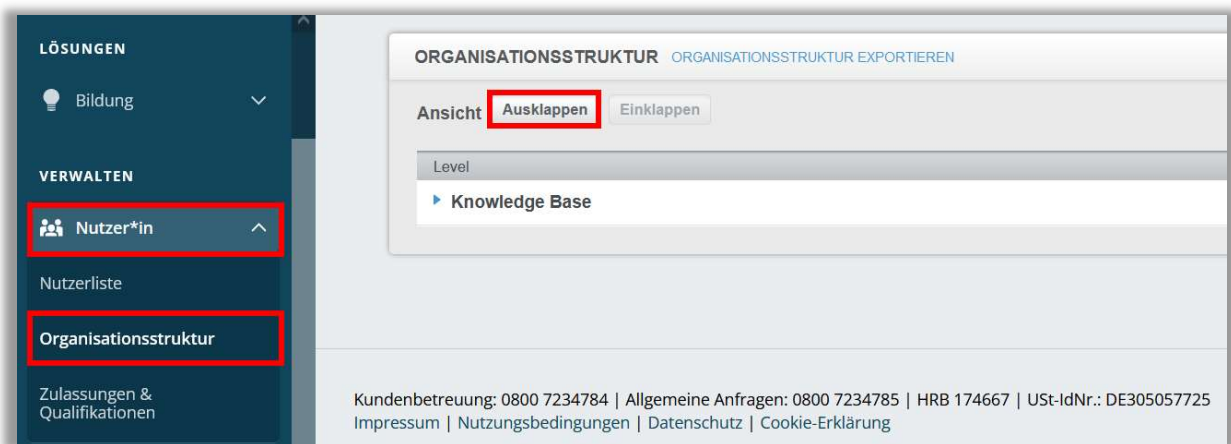 LÖSUNGEN
Bildung
VERWALTEN
Nutzer*in
Nutzerliste
Organisationsstruktur
Zulassungen &
Qualifikationen
ORGANISATIONSSTRUKTUR ORGANISATIONSSTRUKTUR EXPORTIEREN
Ansicht Ausklappen Einklappen
Level
Knowledge Base
Kundenbetreuung: 0800 7234784 | Allgemeine Anfragen: 0800 7234785 | HRB 174667 | USt-IdNr.: DE305057725
Impressum | Nutzungsbedingungen | Datenschutz | Cookie-Erklärung